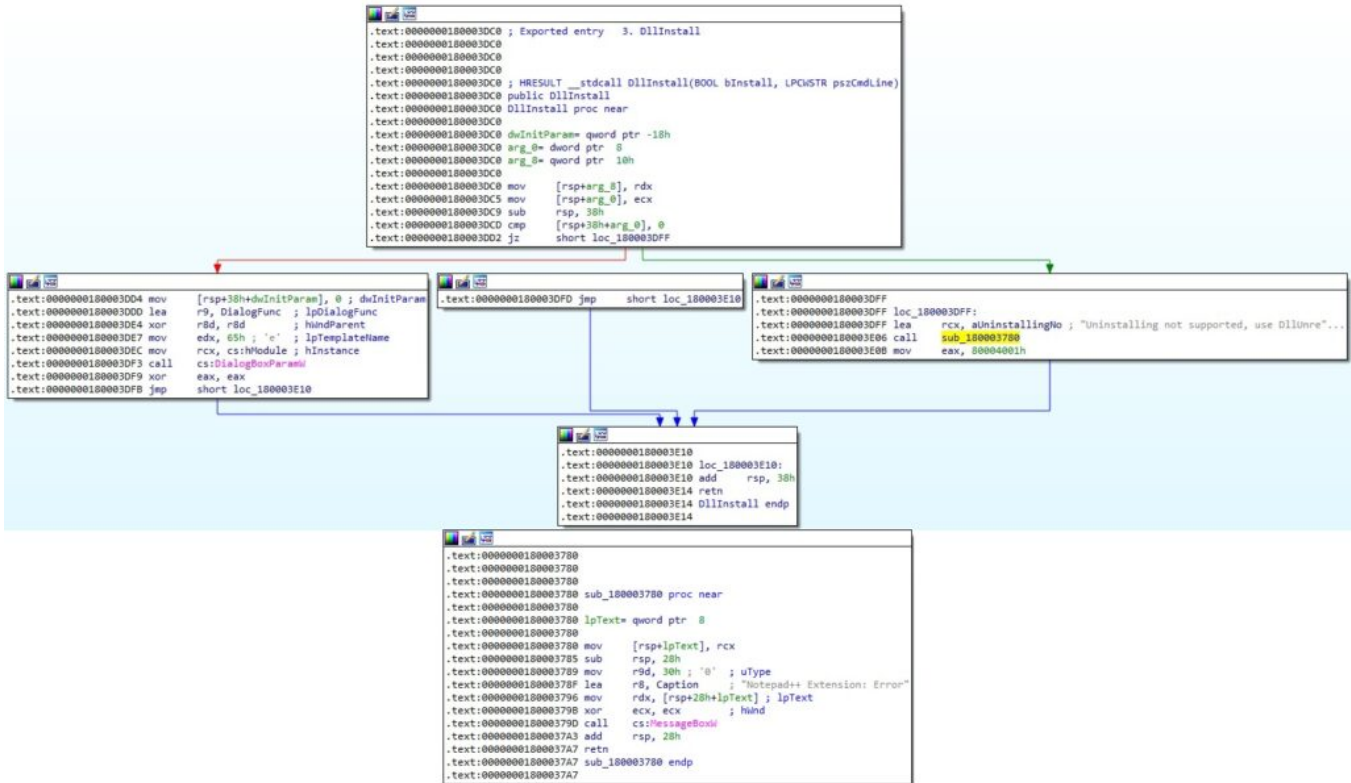 .text:0000000180003DC0 ; Exported entry   3. DllInstall
.text:0000000180003DC0
.text:0000000180003DC0
.text:0000000180003DC0
.text:0000000180003DC0 ; HRESULT __stdcall DllInstall(BOOL bInstall, LPCWSTR pszCmdLine)
.text:0000000180003DC0 public DllInstall
.text:0000000180003DC0 DllInstall proc near
.text:0000000180003DC0
.text:0000000180003DC0 dwInitParam= qword ptr -18h
.text:0000000180003DC0 arg_0= dword ptr  8
.text:0000000180003DC0 arg_8= qword ptr  10h
.text:0000000180003DC0
.text:0000000180003DC0 mov     [rsp+arg_8], rdx
.text:0000000180003DC5 mov     [rsp+arg_0], ecx
.text:0000000180003DC9 sub     rsp, 38h
.text:0000000180003DCD cmp     [rsp+38h+arg_0], 0
.text:0000000180003DD2 jz      short loc_180003DFF
.text:0000000180003DD4 mov     [rsp+38h+dwInitParam], 0 ; dwInitParam
.text:0000000180003DDD lea     r9, DialogFunc  ; lpDialogFunc
.text:0000000180003DE4 xor     r8d, r8d        ; hWndParent
.text:0000000180003DE7 mov     edx, 65h ; 'e'  ; lpTemplateName
.text:0000000180003DEC mov     rcx, cs:hModule ; hInstance
.text:0000000180003DF3 call    cs:DialogBoxParamW
.text:0000000180003DF9 xor     eax, eax
.text:0000000180003DFB jmp     short loc_180003E10
.text:0000000180003DFD jmp     short loc_180003E10
.text:0000000180003DFF
.text:0000000180003DFF loc_180003DFF:
.text:0000000180003DFF lea     rcx, aUninstallingNo ; "Uninstalling not supported, use DllUnre"...
.text:0000000180003E06 call    sub_180003780
.text:0000000180003E0B mov     eax, 80004001h
.text:0000000180003E10
.text:0000000180003E10 loc_180003E10:
.text:0000000180003E10 add     rsp, 38h
.text:0000000180003E14 retn
.text:0000000180003E14 DllInstall endp
.text:0000000180003E14
.text:0000000180003780
.text:0000000180003780
.text:0000000180003780
.text:0000000180003780 sub_180003780 proc near
.text:0000000180003780
.text:0000000180003780 lpText= qword ptr  8
.text:0000000180003780
.text:0000000180003780 mov     [rsp+lpText], rcx
.text:0000000180003785 sub     rsp, 28h
.text:0000000180003789 mov     r9d, 30h ; '0'  ; uType
.text:000000018000378F lea     r8, Caption     ; "Notepad++ Extension: Error"
.text:0000000180003796 mov     rdx, [rsp+28h+lpText] ; lpText
.text:000000018000379B xor     ecx, ecx        ; hWnd
.text:000000018000379D call    cs:MessageBoxW
.text:00000001800037A3 add     rsp, 28h
.text:00000001800037A7 retn
.text:00000001800037A7 sub_180003780 endp
.text:00000001800037A7